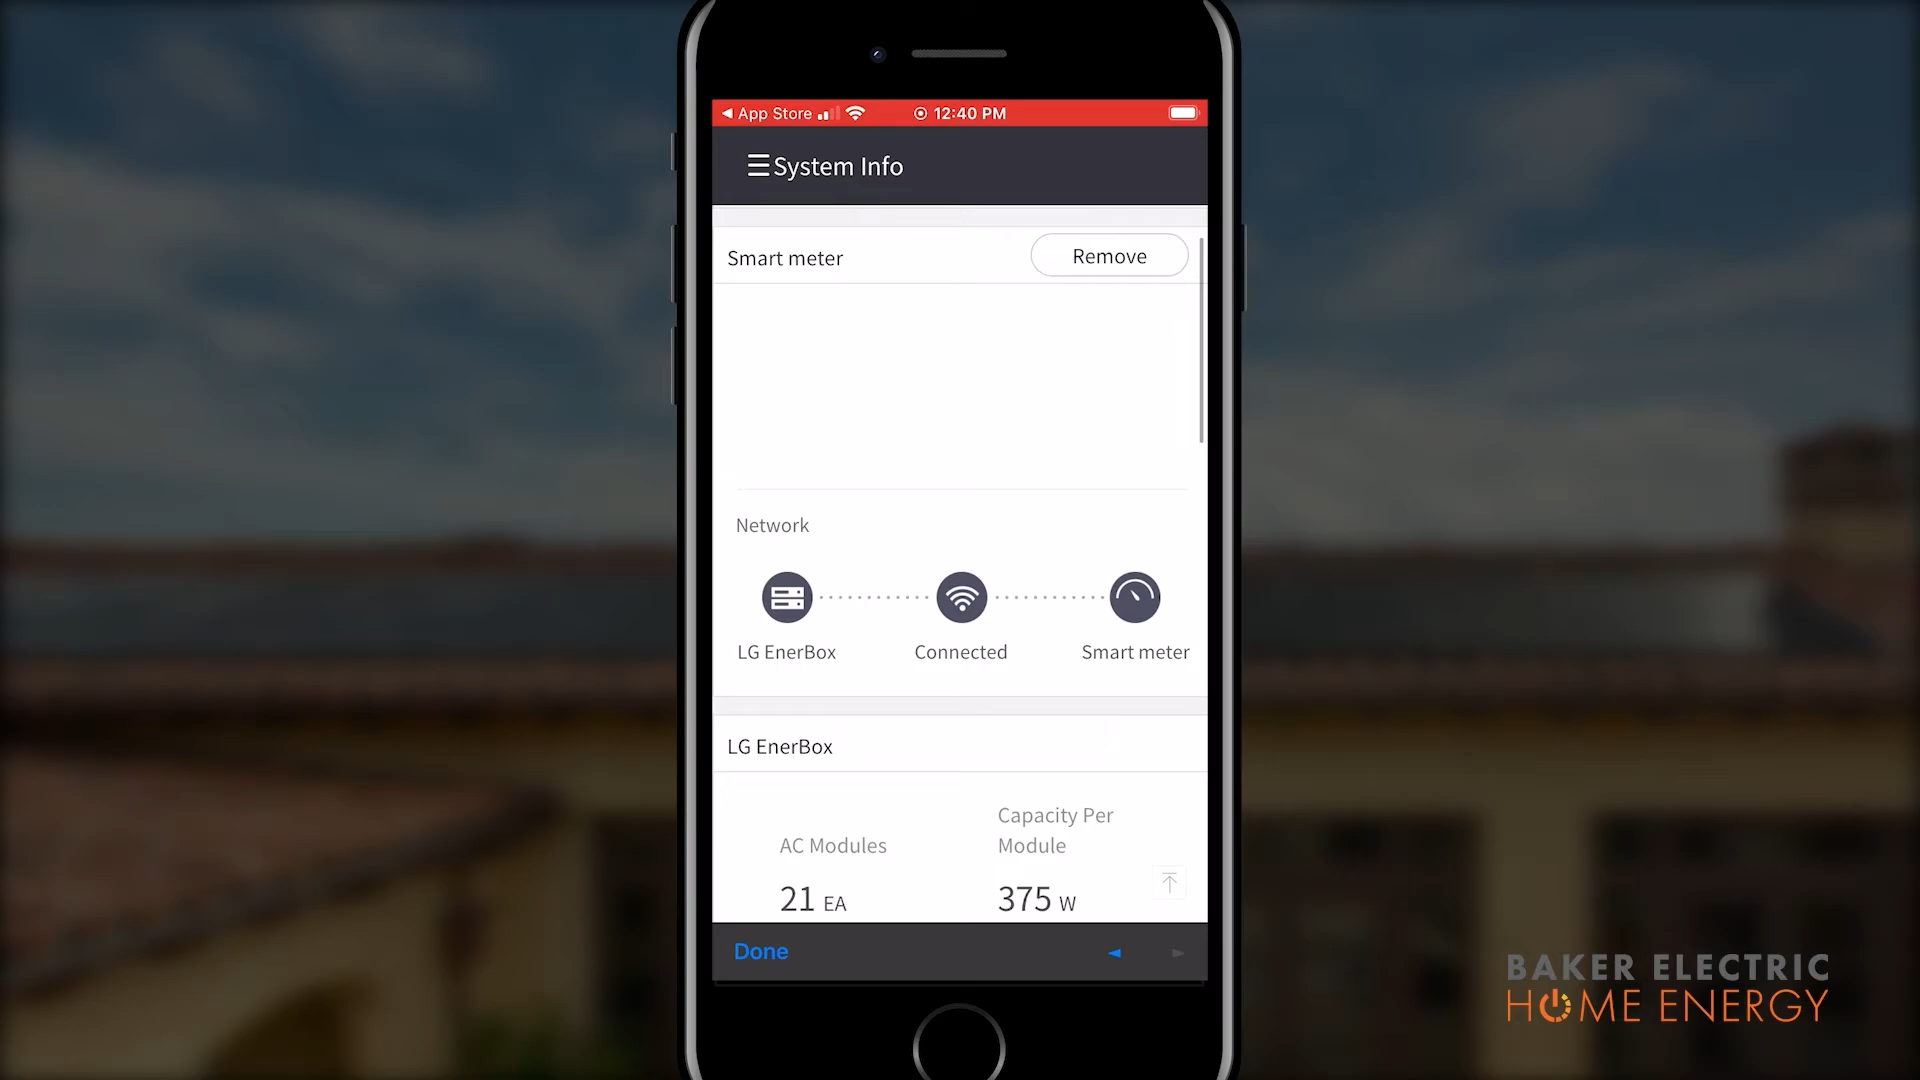 App Store
12:40 PM
System Info
Smart meter
Remove
Network
LG EnerBox
Connected
Smart meter
LG EnerBox
AC Modules
21 EA
Capacity Per
Module
375 W
Done
BAKER ELECTRIC
HOME ENERGY